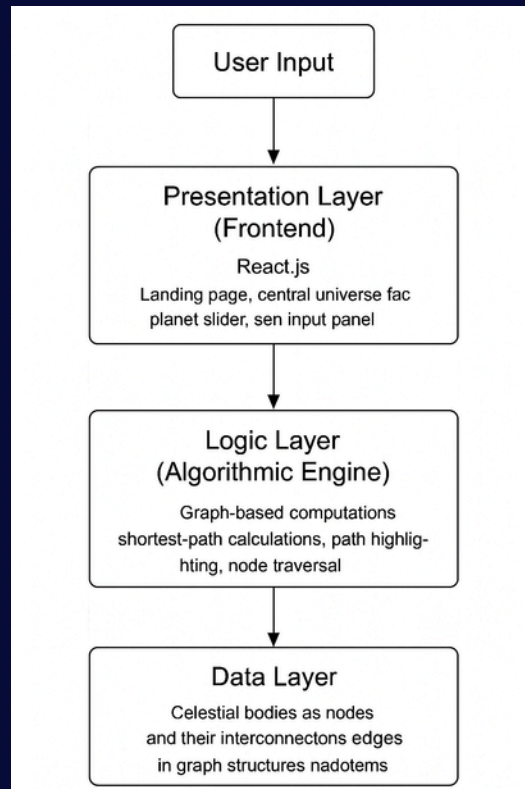 User Input
Presentation Layer
(Frontend)
React.js
Landing page, central universe fac
planet slider, sen input panel
Logic Layer
(Algorithmic Engine)
Graph-based computations
shortest-path calculations, path highlig-
hting, node traversal
Data Layer
Celestial bodies as nodes
and their interconnectons edges
in graph structures nadotems